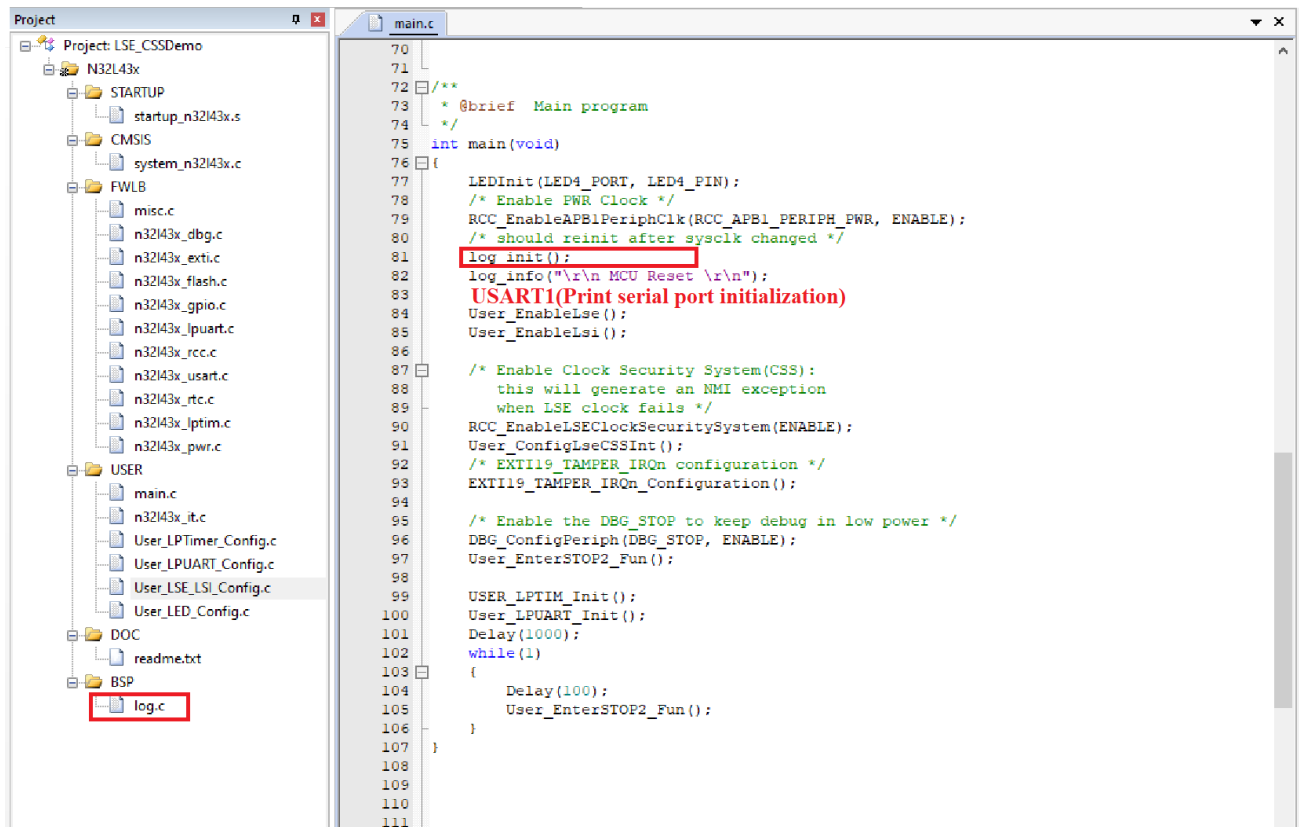 Project
Project: LSE_CSSDemo
N32L43x
STARTUP
startup_n32l43x.s
CMSIS
system_n32l43x.c
FWLB
misc.c
n32l43x_dbg.c
n32l43x_exti.c
n32l43x_flash.c
n32l43x_gpio.c
n32l43x_lpuart.c
n32l43x_rcc.c
n32l43x_usart.c
n32l43x_rtc.c
n32l43x_lptim.c
n32l43x_pwr.c
USER
main.c
n32l43x_it.c
User_LPTimer_Config.c
User_LPUART_Config.c
User_LSE_LSI_Config.c
User_LED_Config.c
DOC
readme.txt
BSP
log.c
main.c
70
71
72 /**
73 * @brief Main program
74 */
75 int main(void)
76 {
77 LEDInit(LED4_PORT, LED4_PIN);
78 /* Enable PWR Clock */
79 RCC_EnableAPB1PeriphClk(RCC_APB1_PERIPH_PWR, ENABLE);
80 /* should reinit after sysclk changed */
81 log_init();
82 log_info("\r\n MCU Reset \r\n");
83 USART1(Print serial port initialization)
84 User_EnableLse();
85 User_EnableLsi();
86
87 /* Enable Clock Security System(CSS):
88 this will generate an NMI exception
89 when LSE clock fails */
90 RCC_EnableLSEClockSecuritySystem(ENABLE);
91 User_ConfigLseCSSInt();
92 /* EXTI19_TAMPER_IRQn configuration */
93 EXTI19_TAMPER_IRQn_Configuration();
94
95 /* Enable the DBG_STOP to keep debug in low power */
96 DBG_ConfigPeriph(DBG_STOP, ENABLE);
97 User_EnterSTOP2_Fun();
98
99 USER_LPTIM_Init();
100 User_LPUART_Init();
101 Delay(1000);
102 while(1)
103 {
104 Delay(100);
105 User_EnterSTOP2_Fun();
106 }
107 }
108
109
110
111